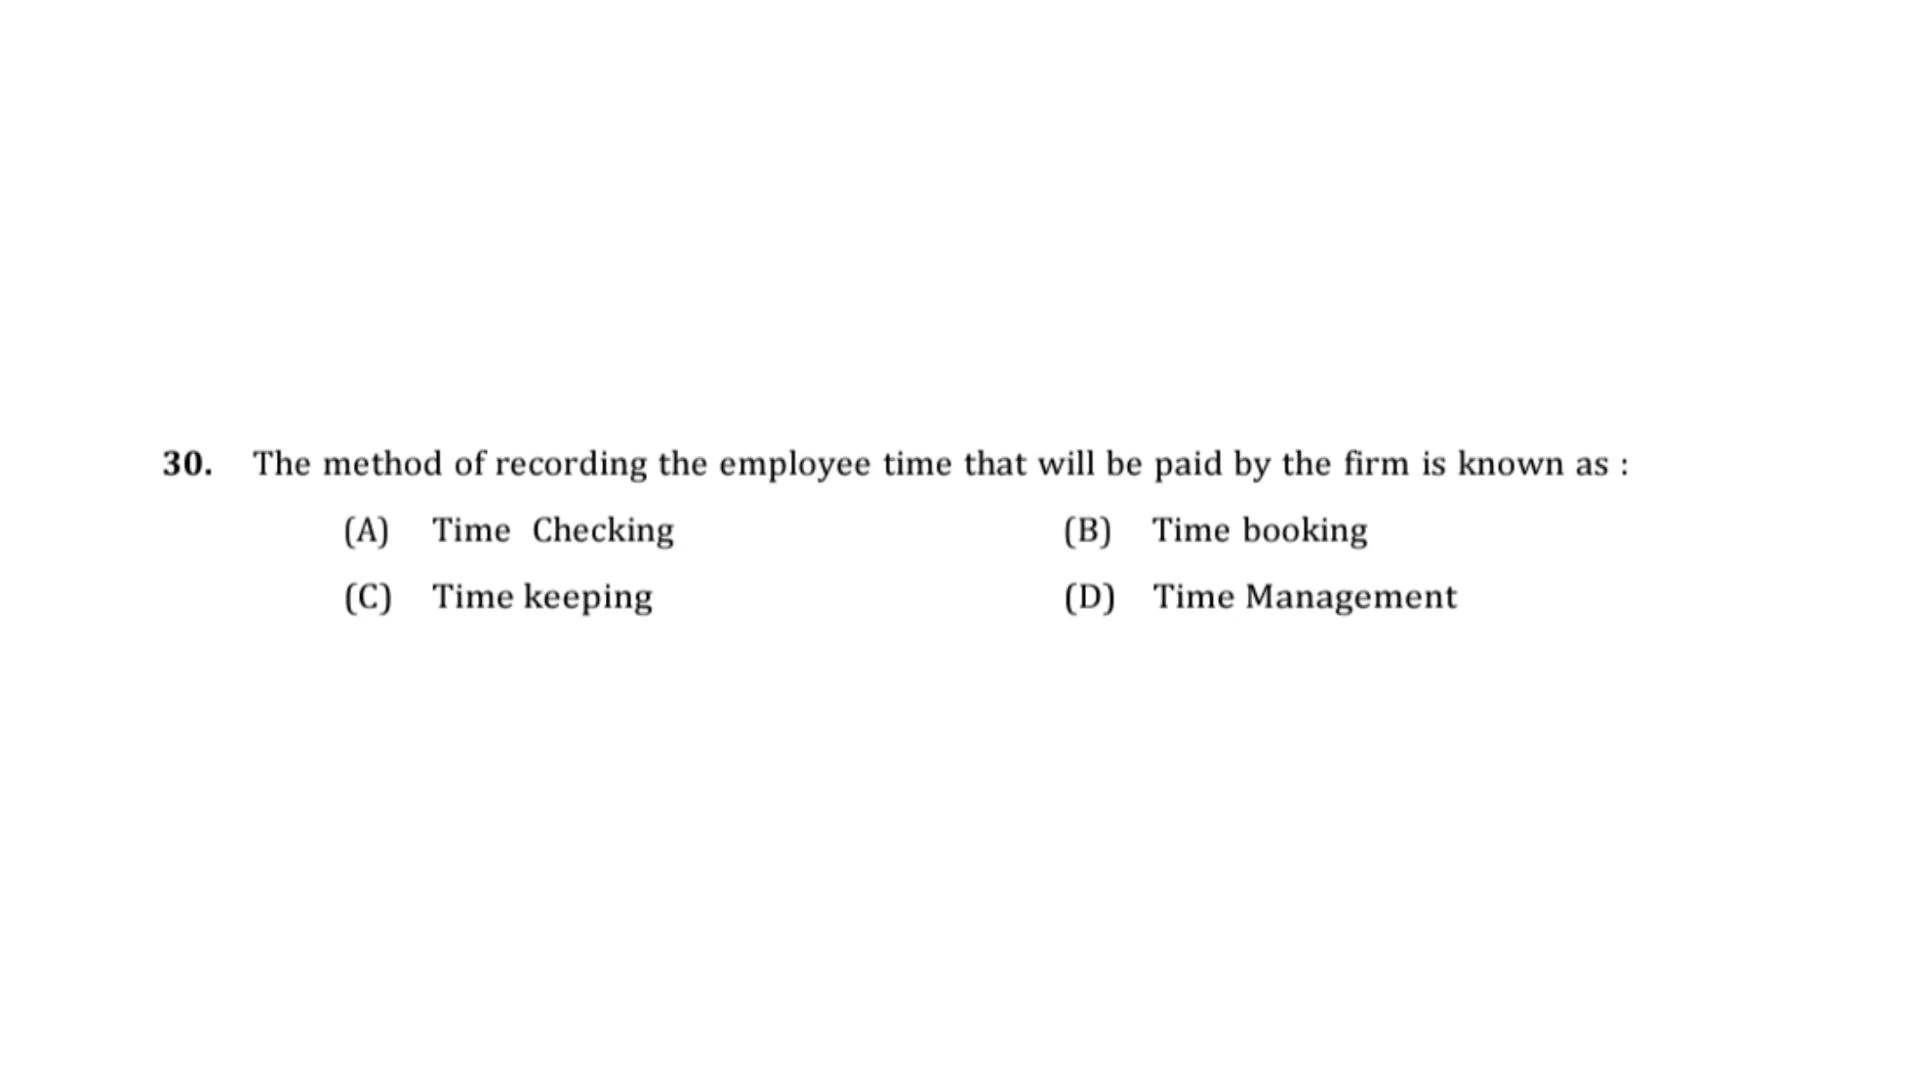 30. The method of recording the employee time that will be paid by the firm is known as :
(A) Time Checking (B) Time booking
(C) Time keeping (D) Time Management